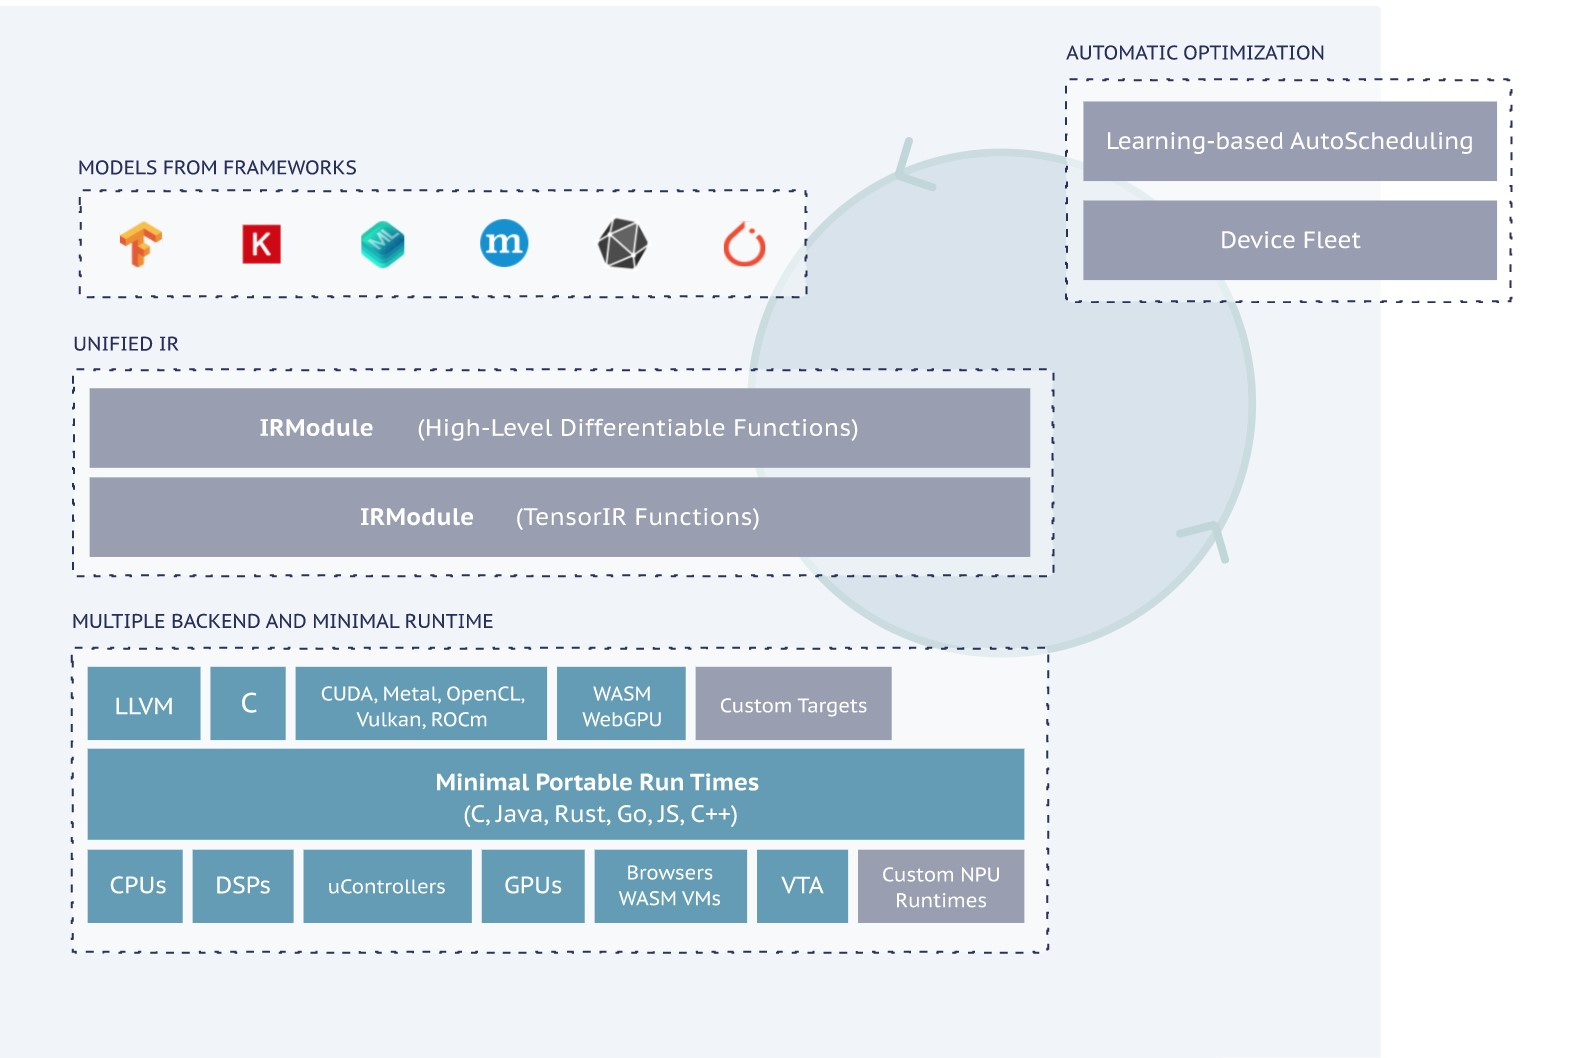 AUTOMATIC OPTIMIZATION
Learning-based AutoScheduling
Device Fleet
MODELS FROM FRAMEWORKS
K
ML
m
UNIFIED IR
IRModule (High-Level Differentiable Functions)
IRModule (TensorIR Functions)
MULTIPLE BACKEND AND MINIMAL RUNTIME
LLVM
C
CUDA, Metal, OpenCL,
Vulkan, ROCm
WASM
WebGPU
Custom Targets
Minimal Portable Run Times
(C, Java, Rust, Go, JS, C++)
CPUs
DSPs
uControllers
GPUs
Browsers
WASM VMs
VTA
Custom NPU
Runtimes